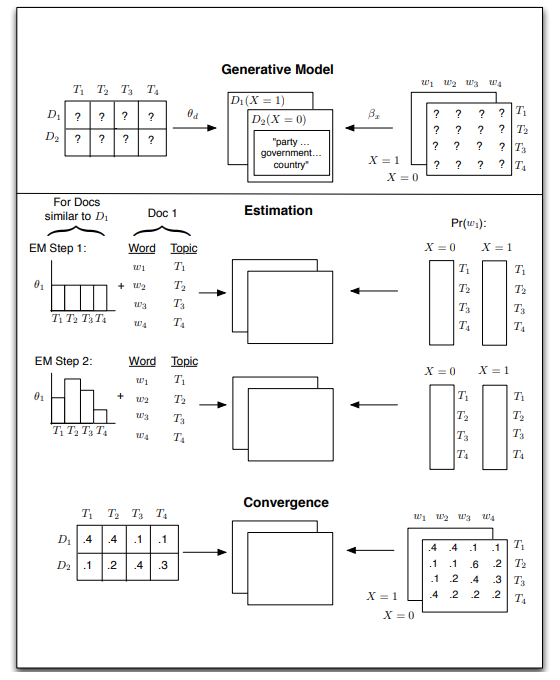 Generative Model
T₁ T₂ T₃ T₄
D₁ ? ? ? ?
D₂ ? ? ? ?
θ_d
D₁(X = 1)
D₂(X = 0)
"party ...
government...
country"
β_x
w₁ w₂ w₃ w₄
? ? ? ? T₁
? ? ? ? T₂
? ? ? ? T₃
? ? ? ? T₄
X = 1
X = 0
Estimation
For Docs
similar to D₁
Doc 1
Pr(w₁):
EM Step 1:
Word Topic
θ₁
T₁ T₂ T₃ T₄
+
w₁ T₁
w₂ T₂
w₃ T₃
w₄ T₄
X = 0 X = 1
T₁ T₁
T₂ T₂
T₃ T₃
T₄ T₄
EM Step 2:
Word Topic
θ₁
T₁ T₂ T₃ T₄
+
w₁ T₁
w₂ T₂
w₃ T₃
w₄ T₄
X = 0 X = 1
T₁ T₁
T₂ T₂
T₃ T₃
T₄ T₄
Convergence
T₁ T₂ T₃ T₄
D₁ .4 .4 .1 .1
D₂ .1 .2 .4 .3
w₁ w₂ w₃ w₄
.4 .4 .1 .1 T₁
.1 .1 .6 .2 T₂
.1 .2 .4 .3 T₃
.4 .2 .2 .2 T₄
X = 1
X = 0